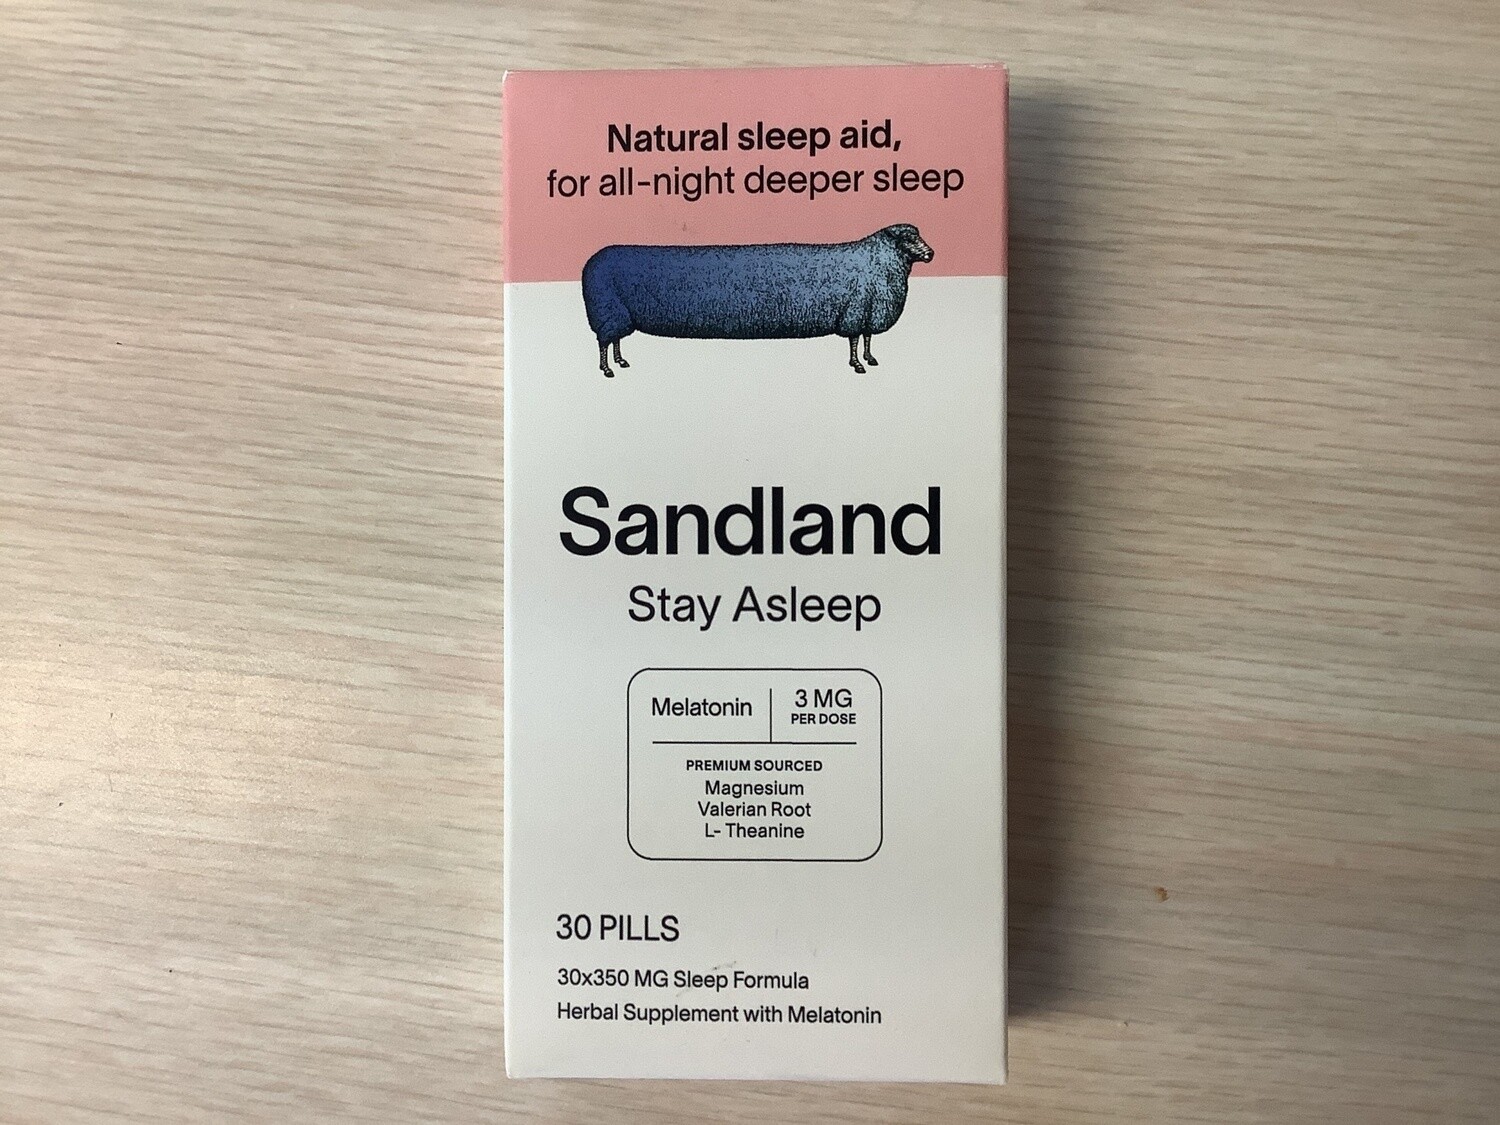 Natural sleep aid,
for all-night deeper sleep
Sandland
Stay Asleep
Melatonin
3 MG
PER DOSE
PREMIUM SOURCED
Magnesium
Valerian Root
L- Theanine
30 PILLS
30x350 MG Sleep Formula
Herbal Supplement with Melatonin